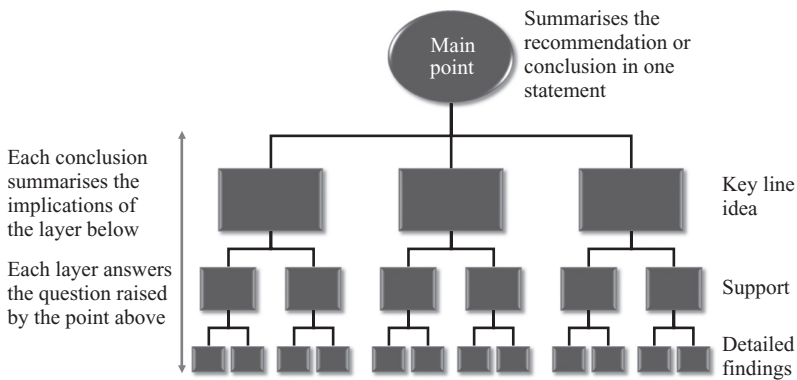 Main
point
Summarises the
recommendation or
conclusion in one
statement
Each conclusion
summarises the
implications of
the layer below
Each layer answers
the question raised
by the point above
Key line
idea
Support
Detailed
findings